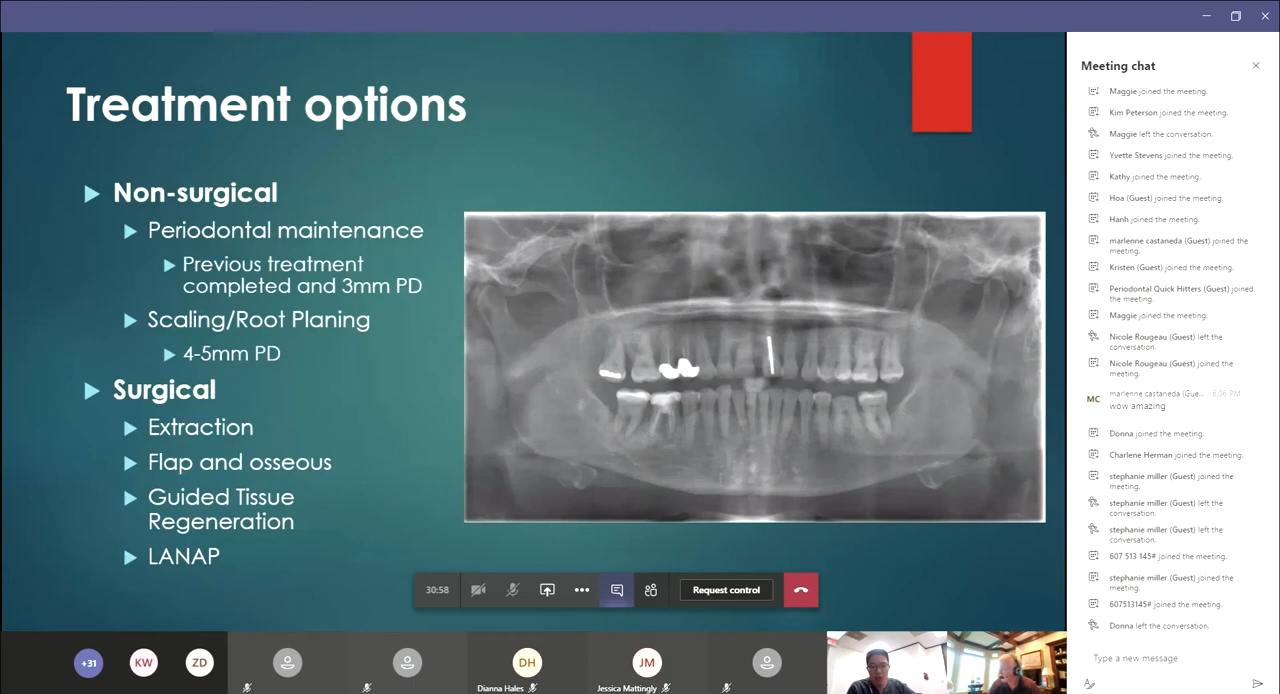 Treatment options
Non-surgical
Periodontal maintenance
Previous treatment
completed and 3mm PD
Scaling/Root Planing
4-5mm PD
Surgical
Extraction
Flap and osseous
Guided Tissue
Regeneration
LANAP
30:58
Request control
+31
KW
ZD
DH
Dianna Hales
JM
Jessica Mattingly
Meeting chat
Maggie joined the meeting.
Kim Peterson joined the meeting.
Maggie left the conversation.
Yvette Stevens joined the meeting.
Kathy joined the meeting.
Hoa (Guest) joined the meeting.
Hanh joined the meeting.
marlenne castaneda (Guest) joined the
meeting.
Kristen (Guest) joined the meeting.
Periodontal Quick Hitters (Guest) joined
the meeting.
Maggie joined the meeting.
Nicole Rougeau (Guest) left the
conversation.
Nicole Rougeau (Guest) joined the
meeting.
MC
marlenne castaneda (Gue... 6:06 PM
wow amazing
Donna joined the meeting.
Charlene Herman joined the meeting.
stephanie miller (Guest) joined the
meeting.
stephanie miller (Guest) left the
conversation.
stephanie miller (Guest) left the
conversation.
607 513 145# joined the meeting.
stephanie miller (Guest) joined the
meeting.
607513145# joined the meeting.
Donna left the conversation.
Type a new message